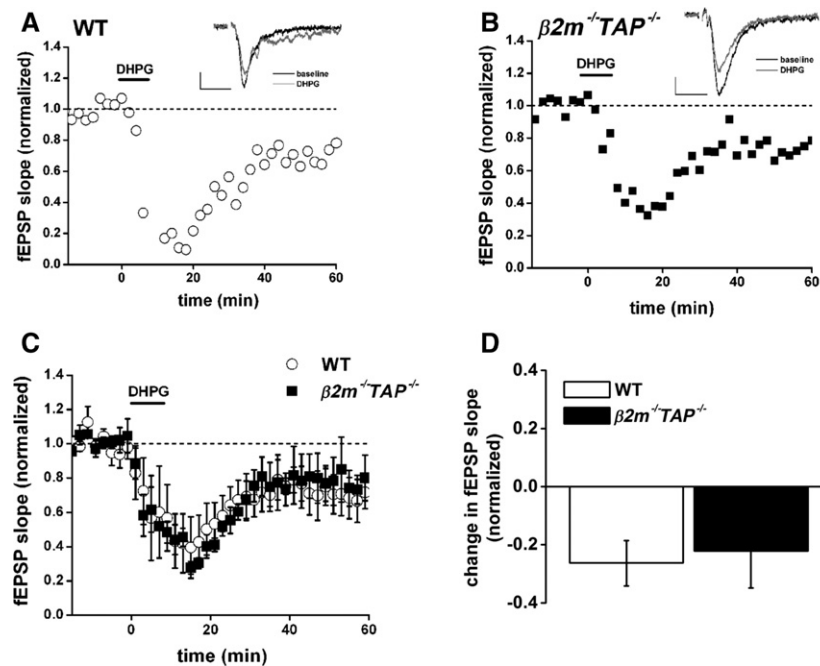 A WT
fEPSP slope (normalized)
1.4
1.2
1.0
0.8
0.6
0.4
0.2
0.0
DHPG
baseline
DHPG
0 20 40 60
time (min)
B β2m-/-TAP-/-
fEPSP slope (normalized)
1.4
1.2
1.0
0.8
0.6
0.4
0.2
0.0
DHPG
baseline
DHPG
0 20 40 60
time (min)
C
WT
β2m-/-TAP-/-
fEPSP slope (normalized)
1.4
1.2
1.0
0.8
0.6
0.4
0.2
0.0
DHPG
0 20 40 60
time (min)
D
change in fEPSP slope
(normalized)
0.4
0.2
0.0
-0.2
-0.4
WT
β2m-/-TAP-/-